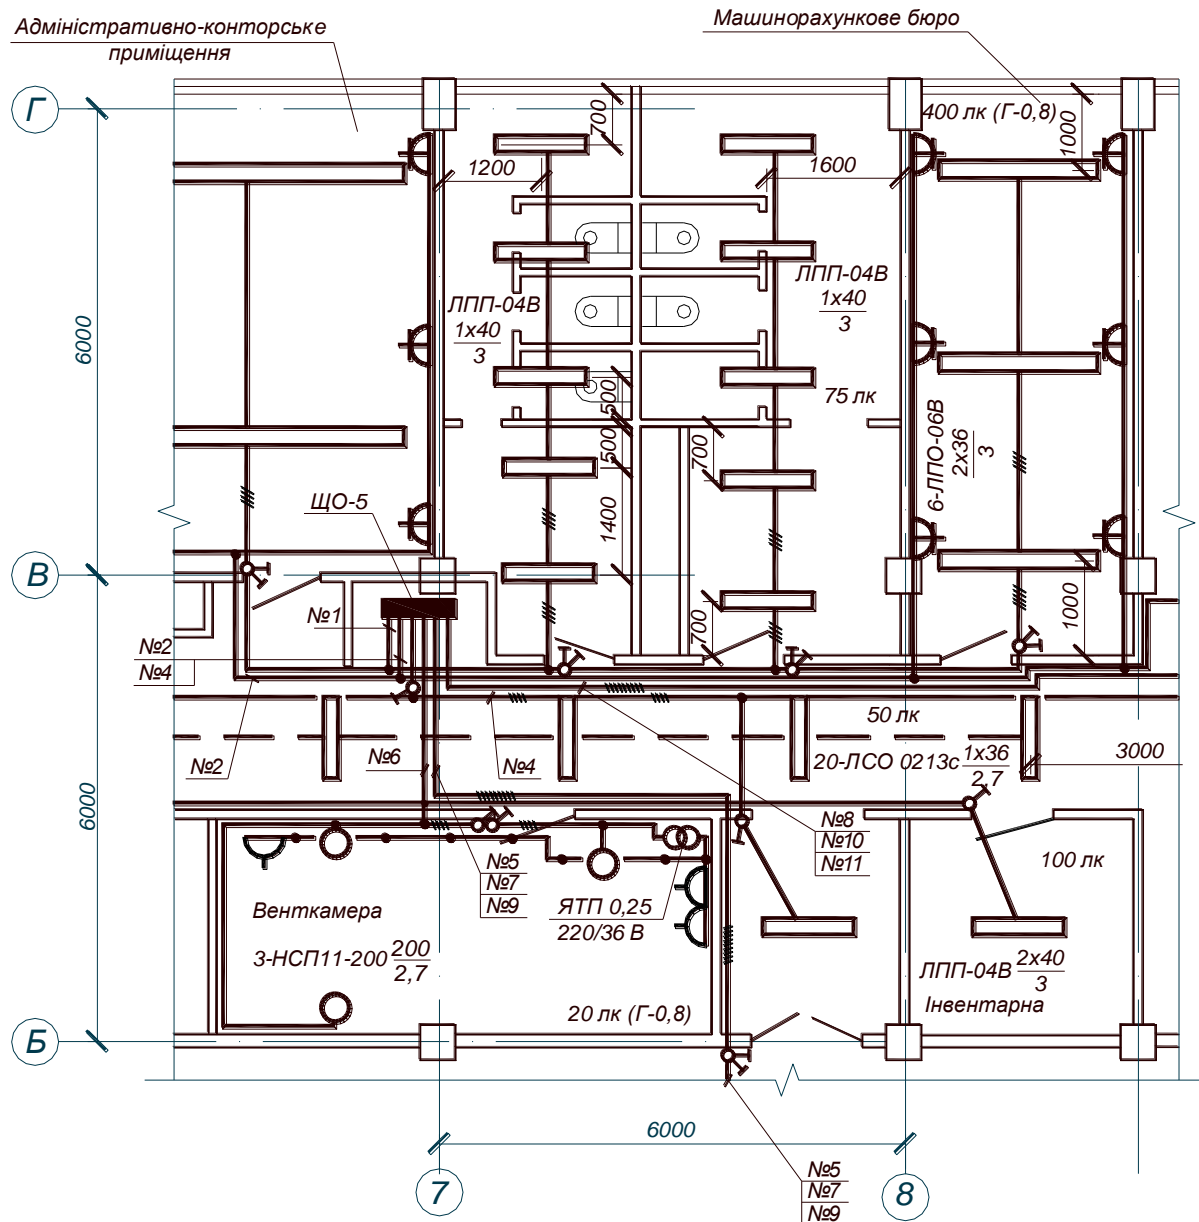 Адміністративно-конторське
приміщення
Машинорахункове бюро
Г
700
400 лк (Г-0,8)
1000
1200
1600
ЛПП-04В
1х40
3
ЛПП-04В
1х40
3
6000
75 лк
500
500
1400
700
6-ЛПО-06В
2х36
3
ЩО-5
В
№1
700
1000
№2
№4
50 лк
№2
№6
№4
20-ЛСО 0213с
1х36
2,7
3000
6000
№8
№10
№11
№5
№7
№9
100 лк
Венткамера
ЯТП 0,25
220/36 В
3-НСП11-200
200
2,7
ЛПП-04В
2х40
3
Інвентарна
20 лк (Г-0,8)
Б
6000
№5
№7
№9
7
8